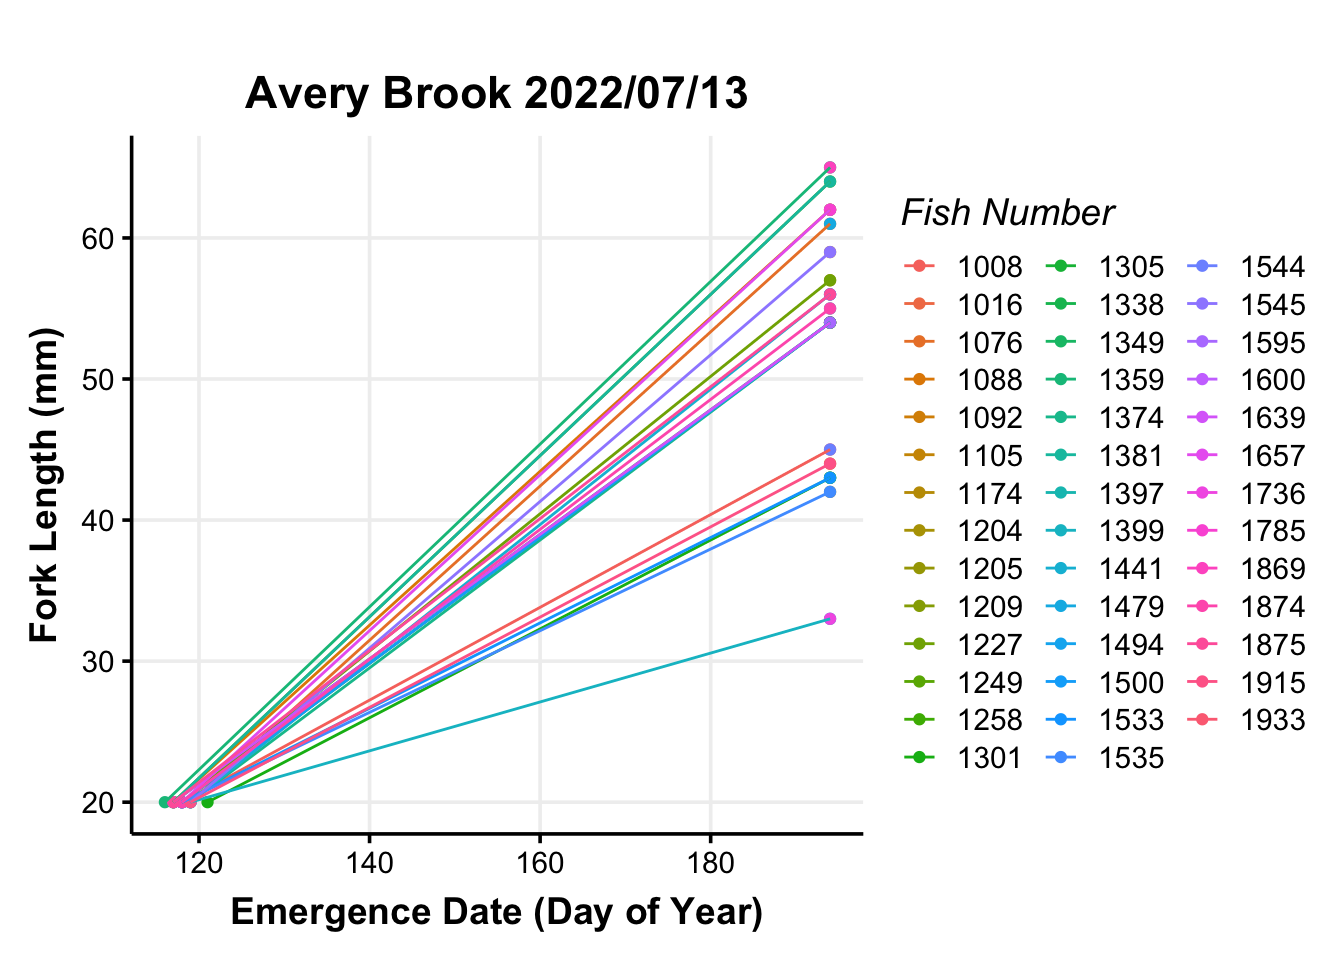 Avery Brook 2022/07/13
Fork Length (mm)
60
50
40
30
20
120 140 160 180
Emergence Date (Day of Year)
Fish Number
1008 1305 1544
1016 1338 1545
1076 1349 1595
1088 1359 1600
1092 1374 1639
1105 1381 1657
1174 1397 1736
1204 1399 1785
1205 1441 1869
1209 1479 1874
1227 1494 1875
1249 1500 1915
1258 1533 1933
1301 1535